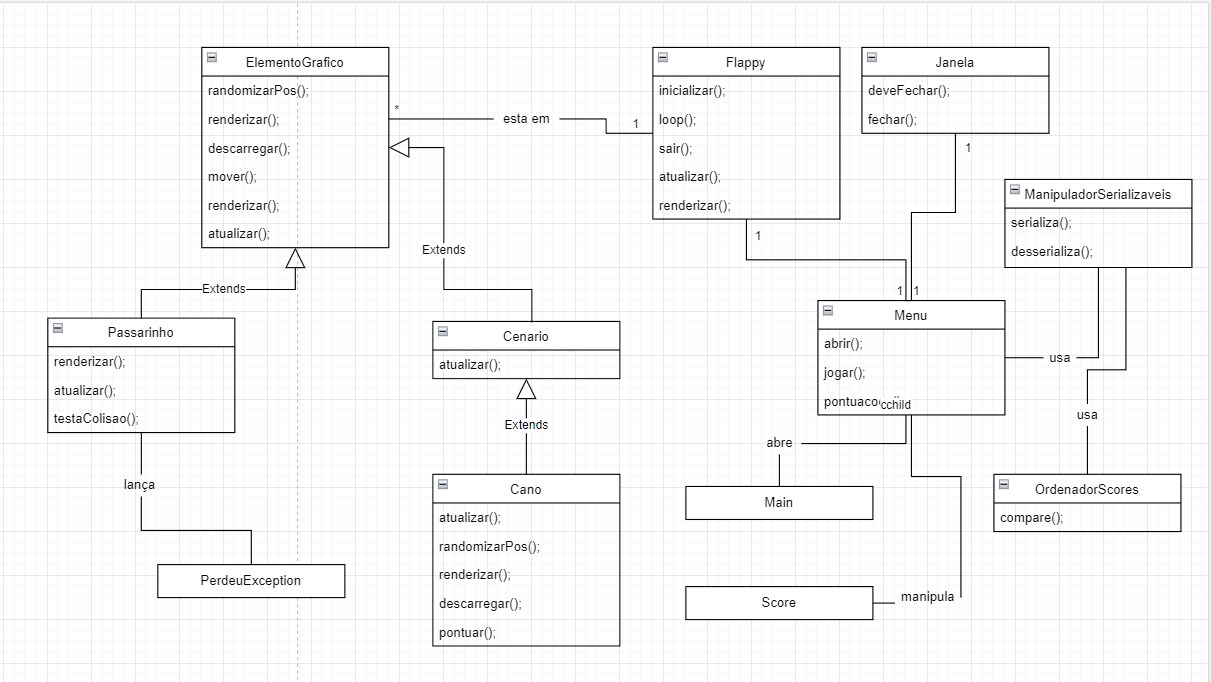 ElementoGrafico
randomizarPos();
renderizar();
descarregar();
mover();
renderizar();
atualizar();
*
esta em
1
Flappy
inicializar();
loop();
sair();
atualizar();
renderizar();
1
Janela
deveFechar();
fechar();
1
ManipuladorSerializaveis
serializa();
desserializa();
Extends
Extends
Passarinho
renderizar();
atualizar();
testaColisao();
Cenario
atualizar();
1
1
Menu
abrir();
jogar();
usa
usa
Extends
lança
PerdeuException
Cano
atualizar();
randomizarPos();
renderizar();
descarregar();
pontuar();
abre
Main
OrdenadorScores
compare();
Score
manipula